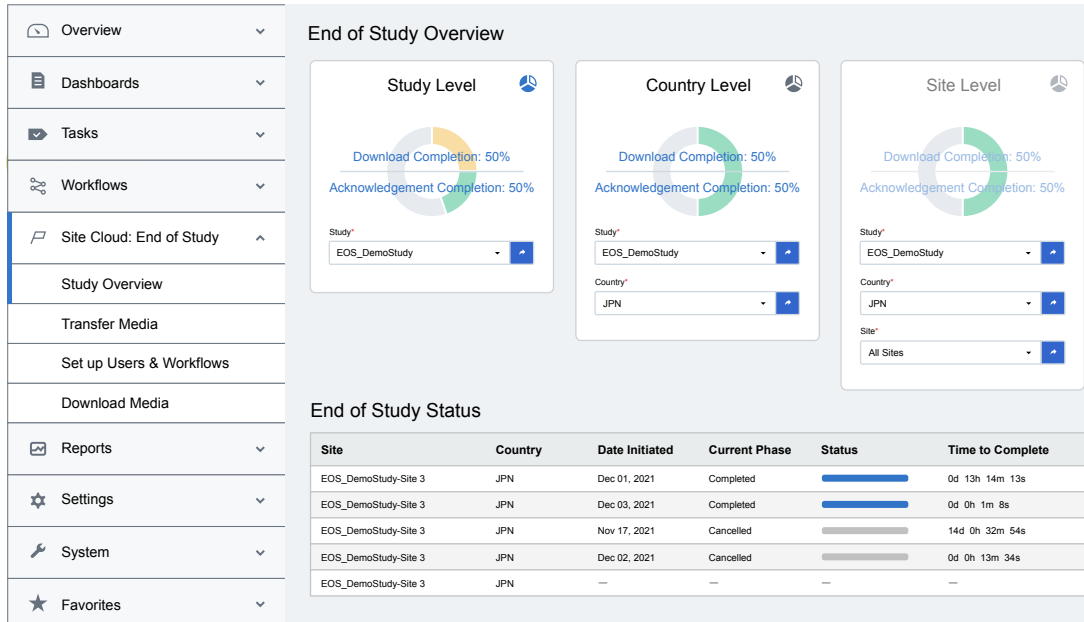 Overview
Dashboards
Tasks
Workflows
Site Cloud: End of Study
Study Overview
Transfer Media
Set up Users & Workflows
Download Media
Reports
Settings
System
Favorites
End of Study Overview
Study Level
Download Completion: 50%
Acknowledgement Completion: 50%
Study*
EOS_DemoStudy
Country Level
Download Completion: 50%
Acknowledgement Completion: 50%
Study*
EOS_DemoStudy
Country*
JPN
Site Level
Download Completion: 50%
Acknowledgement Completion: 50%
Study*
EOS_DemoStudy
Country*
JPN
Site*
All Sites
End of Study Status
Site Country Date Initiated Current Phase Status Time to Complete
EOS_DemoStudy-Site 3 JPN Dec 01, 2021 Completed 0d 13h 14m 13s
EOS_DemoStudy-Site 3 JPN Dec 03, 2021 Completed 0d 0h 1m 8s
EOS_DemoStudy-Site 3 JPN Nov 17, 2021 Cancelled 14d 0h 32m 54s
EOS_DemoStudy-Site 3 JPN Dec 02, 2021 Cancelled 0d 0h 13m 34s
EOS_DemoStudy-Site 3 JPN — — — —